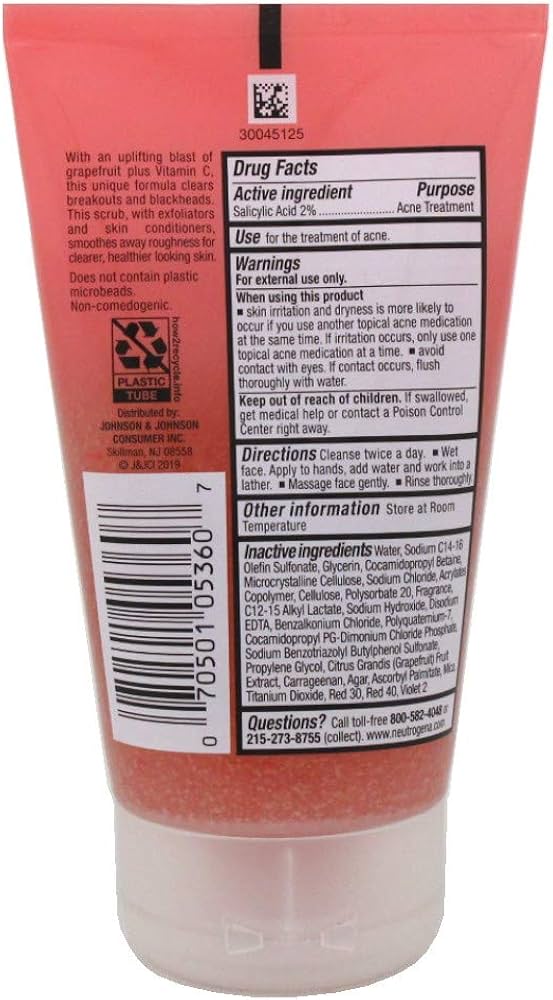 30045125
With an uplifting blast of
grapefruit plus Vitamin C,
this unique formula clears
breakouts and blackheads.
This scrub, with exfoliators
and skin conditioners,
smoothes away roughness for
clearer, healthier looking skin.
Does not contain plastic
microbeads.
Non-comedogenic.
how2recycle.info
PLASTIC
TUBE
Distributed by:
JOHNSON & JOHNSON
CONSUMER INC.
Skillman, NJ 08558
© J&JCI 2019
0 70501 05360 7
Drug Facts
Active ingredient Purpose
Salicylic Acid 2% ................... Acne Treatment
Use for the treatment of acne.
Warnings
For external use only.
When using this product
■ skin irritation and dryness is more likely to
occur if you use another topical acne medication
at the same time. If irritation occurs, only use one
topical acne medication at a time. ■ avoid
contact with eyes. If contact occurs, flush
thoroughly with water.
Keep out of reach of children. If swallowed,
get medical help or contact a Poison Control
Center right away.
Directions Cleanse twice a day. ■ Wet
face. Apply to hands, add water and work into a
lather. ■ Massage face gently. ■ Rinse thoroughly.
Other information Store at Room
Temperature
Inactive ingredients Water, Sodium C14-16
Olefin Sulfonate, Glycerin, Cocamidopropyl Betaine,
Microcrystalline Cellulose, Sodium Chloride, Acrylates
Copolymer, Cellulose, Polysorbate 20, Fragrance,
C12-15 Alkyl Lactate, Sodium Hydroxide, Disodium
EDTA, Benzalkonium Chloride, Polyquaternium-7,
Cocamidopropyl PG-Dimonium Chloride Phosphate,
Sodium Benzotriazolyl Butylphenol Sulfonate,
Propylene Glycol, Citrus Grandis (Grapefruit) Fruit
Extract, Carrageenan, Agar, Ascorbyl Palmitate, Mica,
Titanium Dioxide, Red 30, Red 40, Violet 2
Questions? Call toll-free 800-582-4048 or
215-273-8755 (collect). www.neutrogena.com